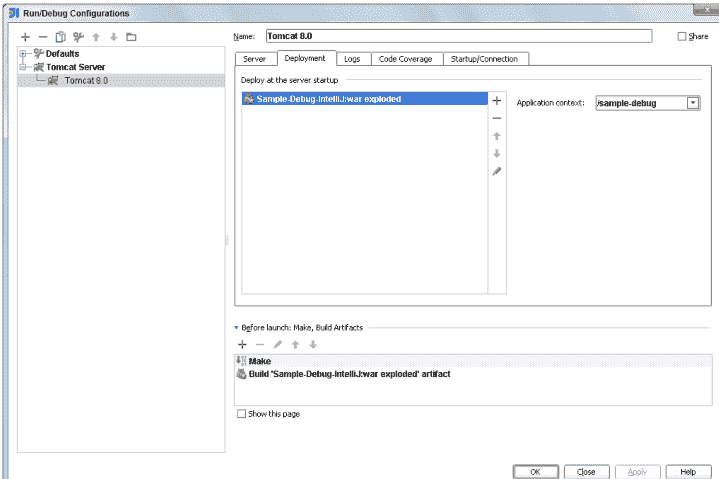 Run/Debug Configurations
Name: Tomcat 8.0
Share
Defaults
Tomcat Server
Tomcat 8.0
Server Deployment Logs Code Coverage Startup/Connection
Deploy at the server startup
Sample-Debug-IntelliJ:war exploded
Application context: /sample-debug
Before launch: Make, Build Artifacts
Make
Build 'Sample-Debug-IntelliJ:war exploded' artifact
Show this page
OK Close Apply Help